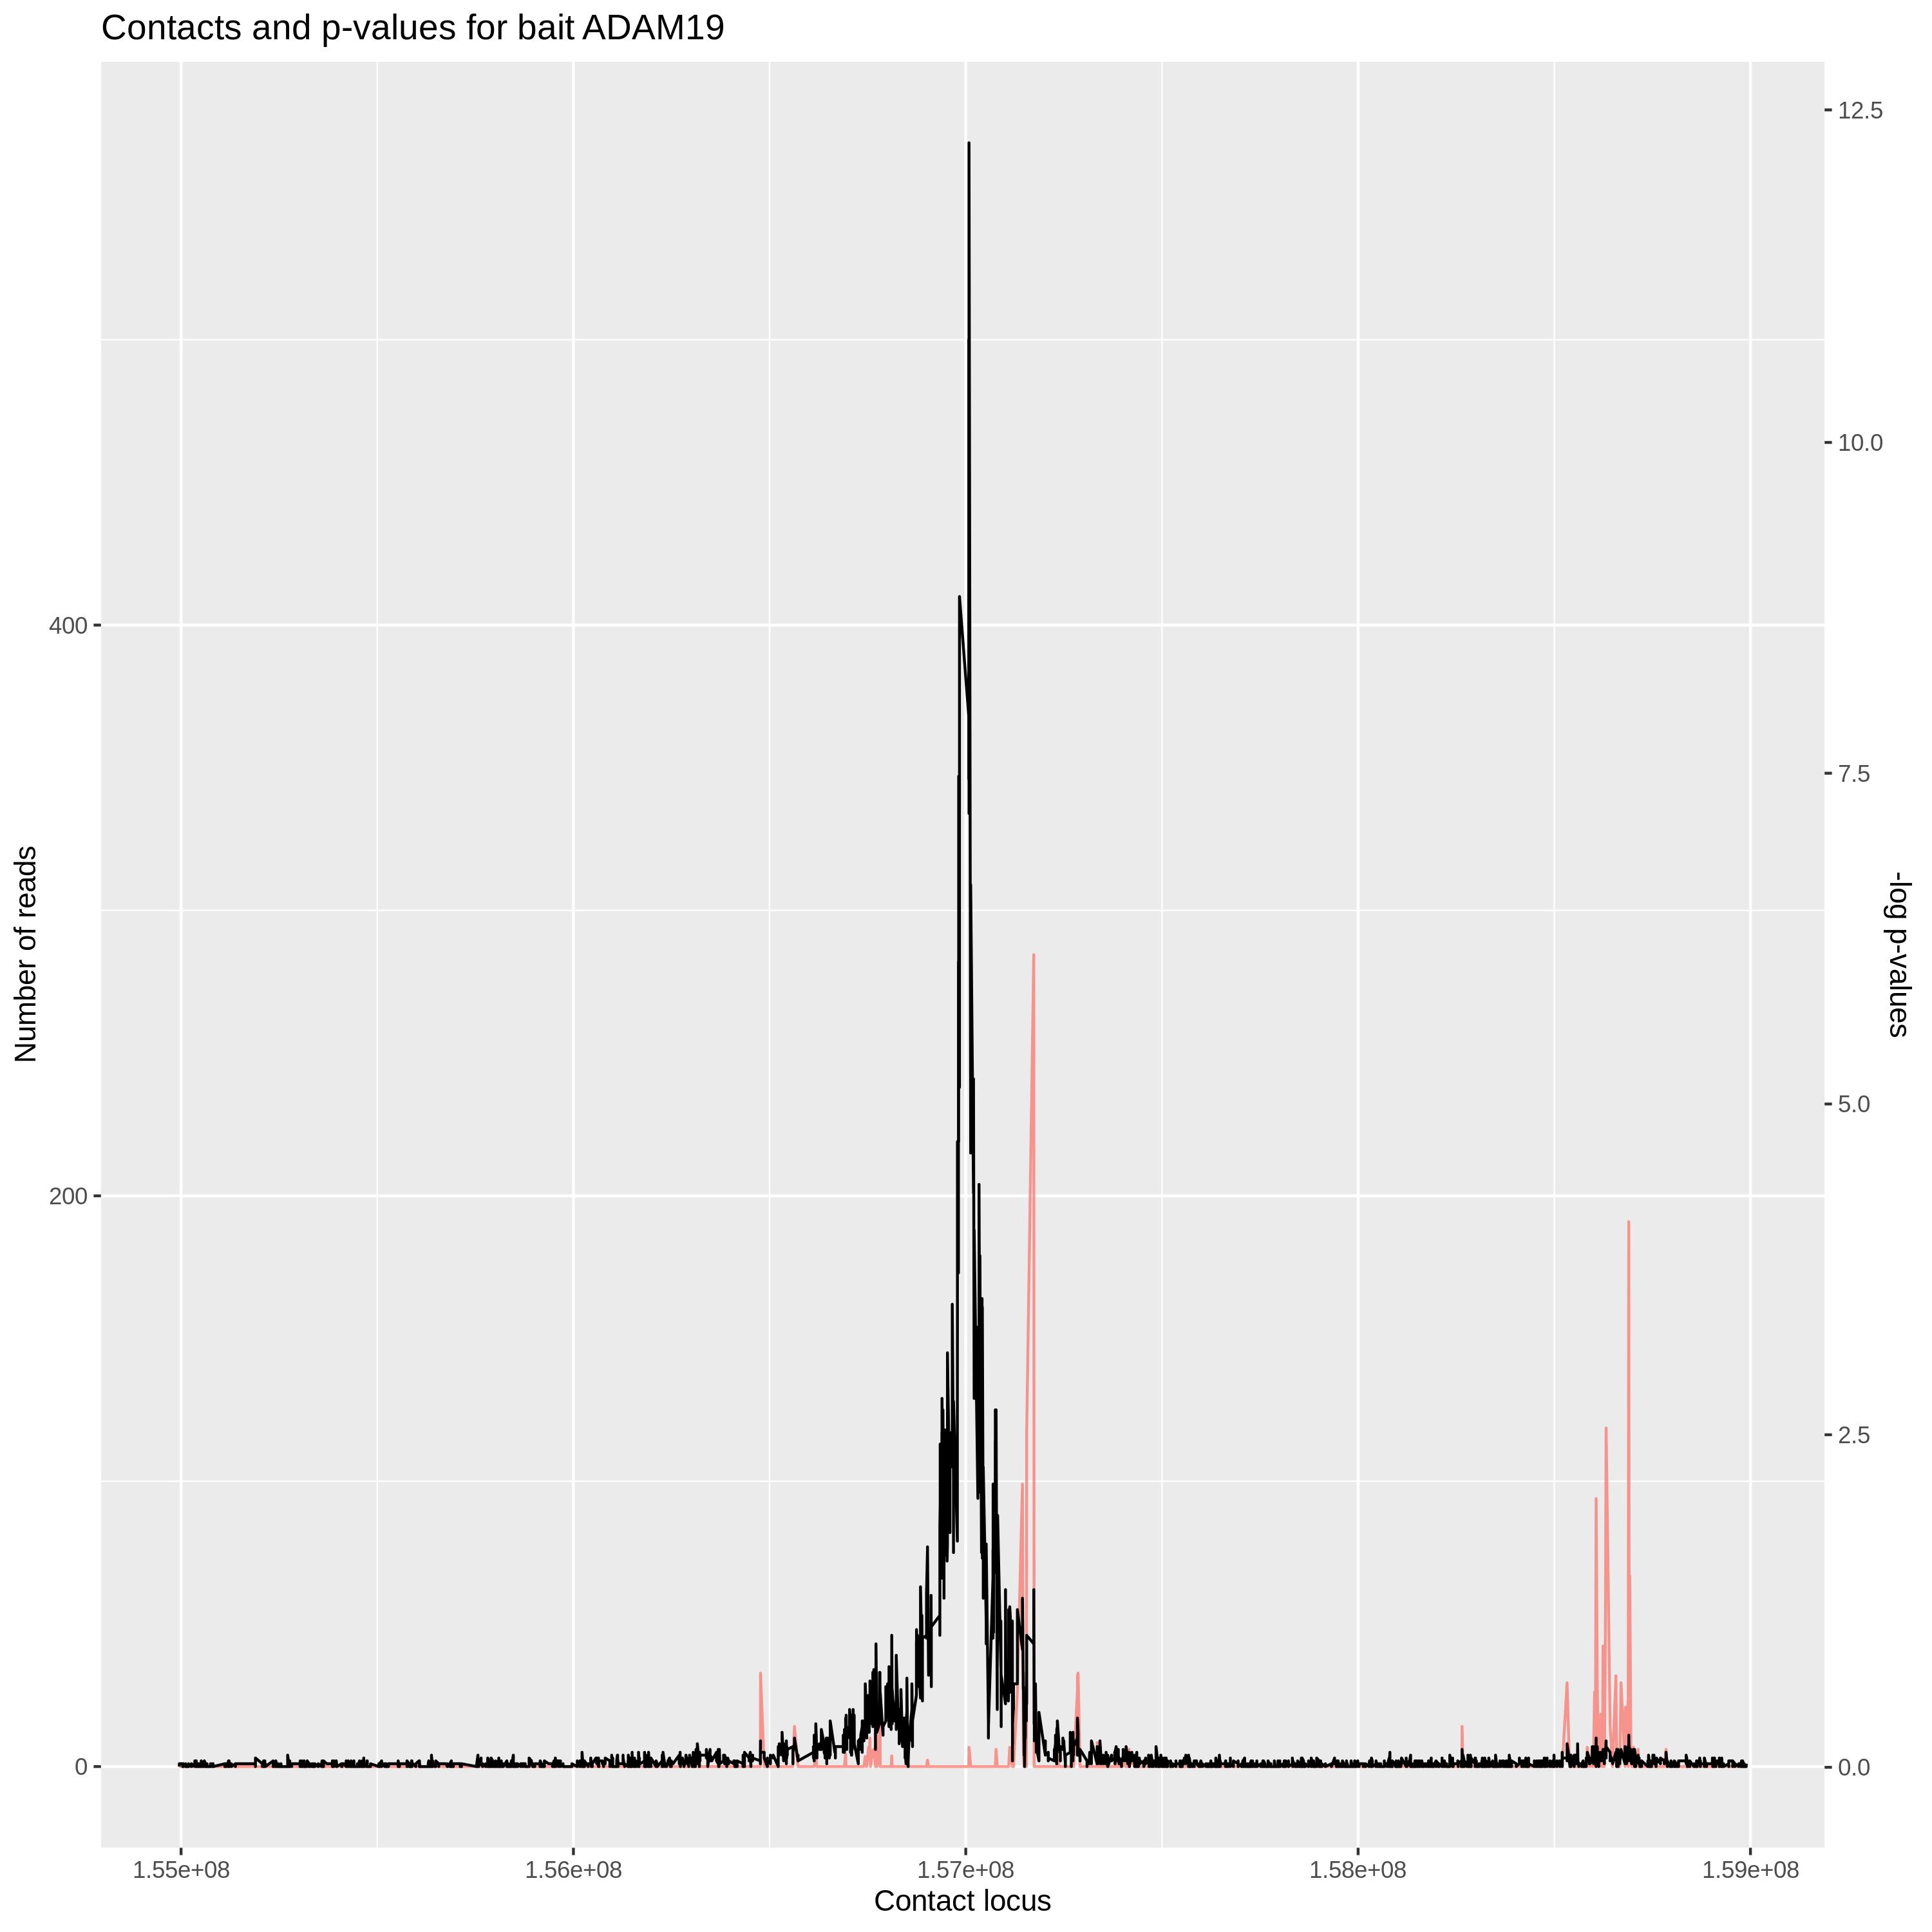 Contacts and p-values for bait ADAM19
12.5
10.0
400
7.5
Number of reads
-log p-values
5.0
200
2.5
0
0.0
1.55e+08
1.56e+08
1.57e+08
1.58e+08
1.59e+08
Contact locus